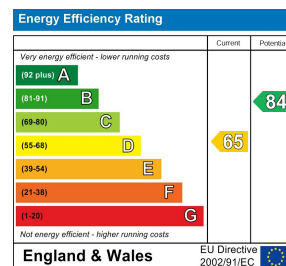 Energy Efficiency Rating
Current Potentia
Very energy efficient - lower running costs
(92 plus) A
(81-91) B
84
(69-80) C
(55-68) D
65
(39-54) E
(21-38) F
(1-20) G
Not energy efficient - higher running costs
England & Wales
EU Directive
2002/91/EC